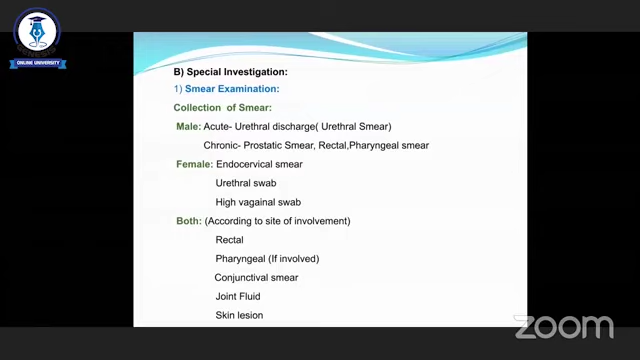 ONLINE UNIVERSITY
B) Special Investigation:
1) Smear Examination:
Collection of Smear:
Male: Acute- Urethral discharge( Urethral Smear)
Chronic- Prostatic Smear, Rectal,Pharyngeal smear
Female: Endocervical smear
Urethral swab
High vagainal swab
Both: (According to site of involvement)
Rectal
Pharyngeal (If involved)
Conjunctival smear
Joint Fluid
Skin lesion
zoom